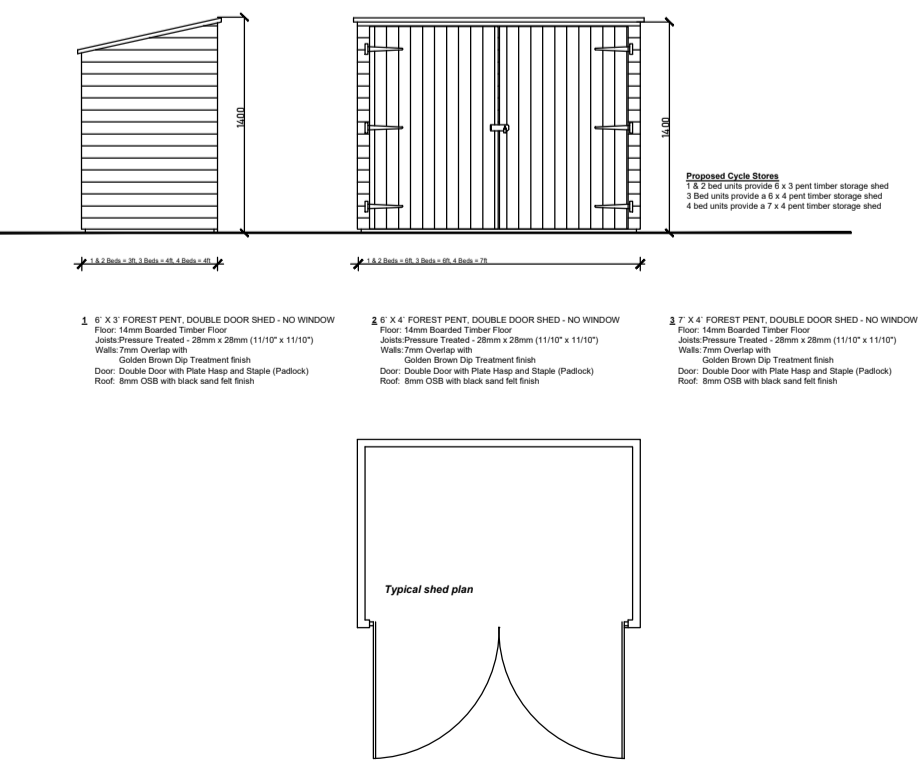 1400
1400
Proposed Cycle Stores
1 & 2 bed units provide 6 x 3 pent timber storage shed
3 Bed units provide a 6 x 4 pent timber storage shed
4 bed units provide a 7 x 4 pent timber storage shed
1 & 2 Beds = 3ft, 3 Beds = 4ft, 4 Beds = 4ft
1 & 2 Beds = 6ft, 3 Beds = 6ft, 4 Beds = 7ft
1 6` X 3` FOREST PENT, DOUBLE DOOR SHED - NO WINDOW
Floor: 14mm Boarded Timber Floor
Joists:Pressure Treated - 28mm x 28mm (11/10" x 11/10")
Walls:7mm Overlap with
Golden Brown Dip Treatment finish
Door: Double Door with Plate Hasp and Staple (Padlock)
Roof: 8mm OSB with black sand felt finish
2 6` X 4` FOREST PENT, DOUBLE DOOR SHED - NO WINDOW
Floor: 14mm Boarded Timber Floor
Joists:Pressure Treated - 28mm x 28mm (11/10" x 11/10")
Walls:7mm Overlap with
Golden Brown Dip Treatment finish
Door: Double Door with Plate Hasp and Staple (Padlock)
Roof: 8mm OSB with black sand felt finish
3 7` X 4` FOREST PENT, DOUBLE DOOR SHED - NO WINDOW
Floor: 14mm Boarded Timber Floor
Joists:Pressure Treated - 28mm x 28mm (11/10" x 11/10")
Walls:7mm Overlap with
Golden Brown Dip Treatment finish
Door: Double Door with Plate Hasp and Staple (Padlock)
Roof: 8mm OSB with black sand felt finish
Typical shed plan